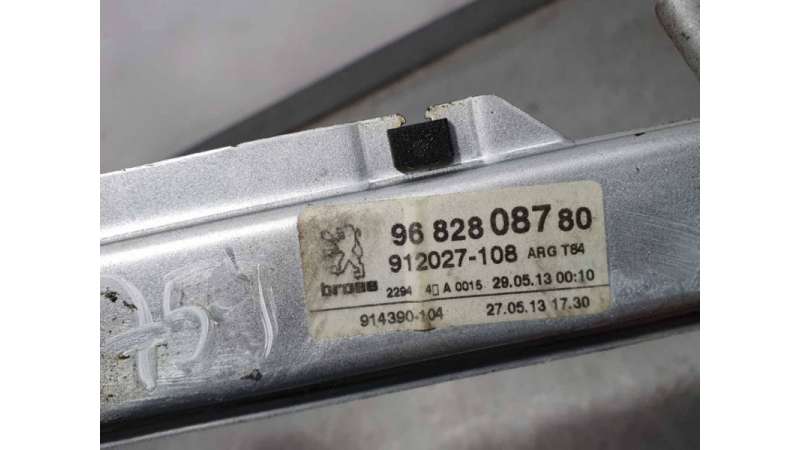 96 828 087 80
912027-108 ARG T84
brose
2294 4▯ A 0015 29.05.13 00:10
914390-104 27.05.13 17.30